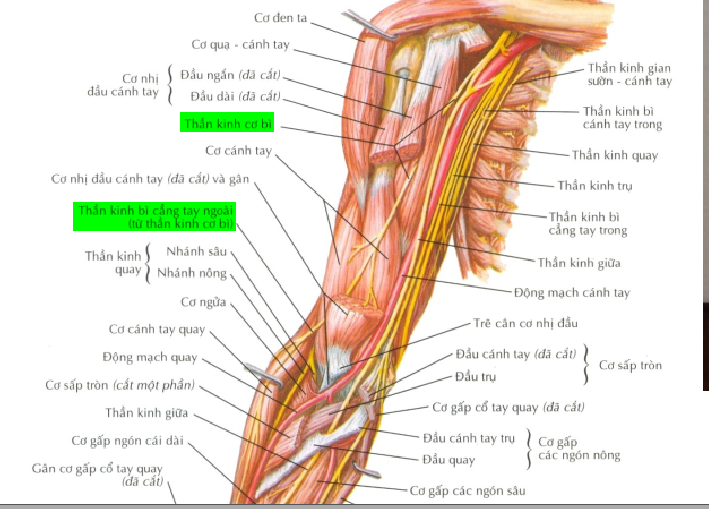 Cơ đen ta
Cơ quạ - cánh tay
Cơ nhị
đầu cánh tay
Đầu ngắn (đã cắt)
Đầu dài (đã cắt)
Thần kinh cơ bì
Cơ cánh tay
Cơ nhị đầu cánh tay (đã cắt) và gân
Thần kinh bì cẳng tay ngoài
(từ thần kinh cơ bì)
Thần kinh
quay
Nhánh sâu
Nhánh nông
Cơ ngửa
Cơ cánh tay quay
Động mạch quay
Cơ sấp tròn (cắt một phần)
Thần kinh giữa
Cơ gấp ngón cái dài
Gân cơ gấp cổ tay quay
(đã cắt)
Thần kinh gian
sườn - cánh tay
Thần kinh bì
cánh tay trong
Thần kinh quay
Thần kinh trụ
Thần kinh bì
cẳng tay trong
Thần kinh giữa
Động mạch cánh tay
Trẽ cân cơ nhị đầu
Đầu cánh tay (đã cắt)
Đầu trụ
Cơ sấp tròn
Cơ gấp cổ tay quay (đã cắt)
Đầu cánh tay trụ
Đầu quay
Cơ gấp
các ngón nông
Cơ gấp các ngón sâu